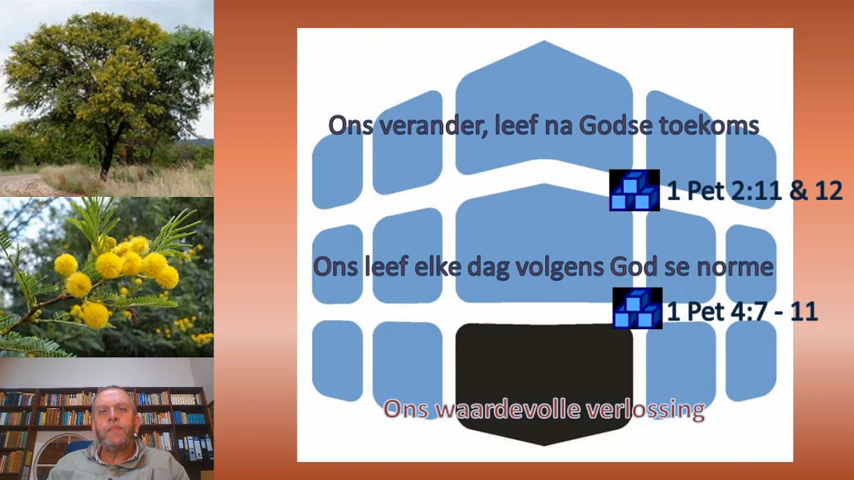 Ons verander, leef na Godse toekoms
1 Pet 2:11 & 12
Ons leef elke dag volgens God se norme
1 Pet 4:7 - 11
Ons waardevolle verlossing